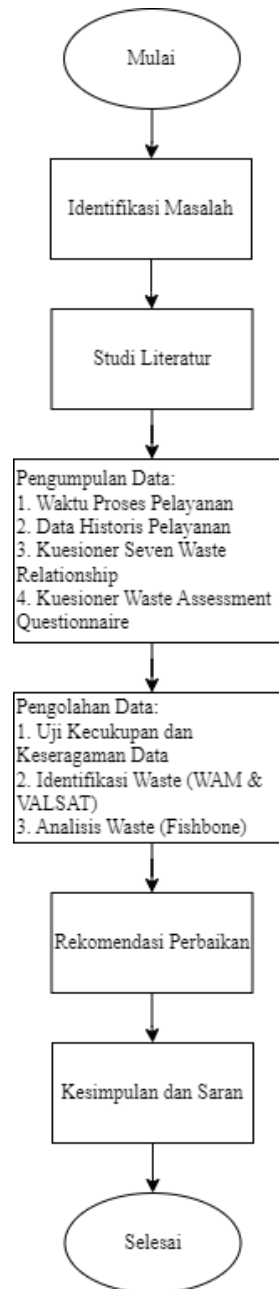 Mulai
Identifikasi Masalah
Studi Literatur
Pengumpulan Data:
1. Waktu Proses Pelayanan
2. Data Historis Pelayanan
3. Kuesioner Seven Waste
Relationship
4. Kuesioner Waste Assessment
Questionnaire
Pengolahan Data:
1. Uji Kecukupan dan
Keseragaman Data
2. Identifikasi Waste (WAM &
VALSAT)
3. Analisis Waste (Fishbone)
Rekomendasi Perbaikan
Kesimpulan dan Saran
Selesai